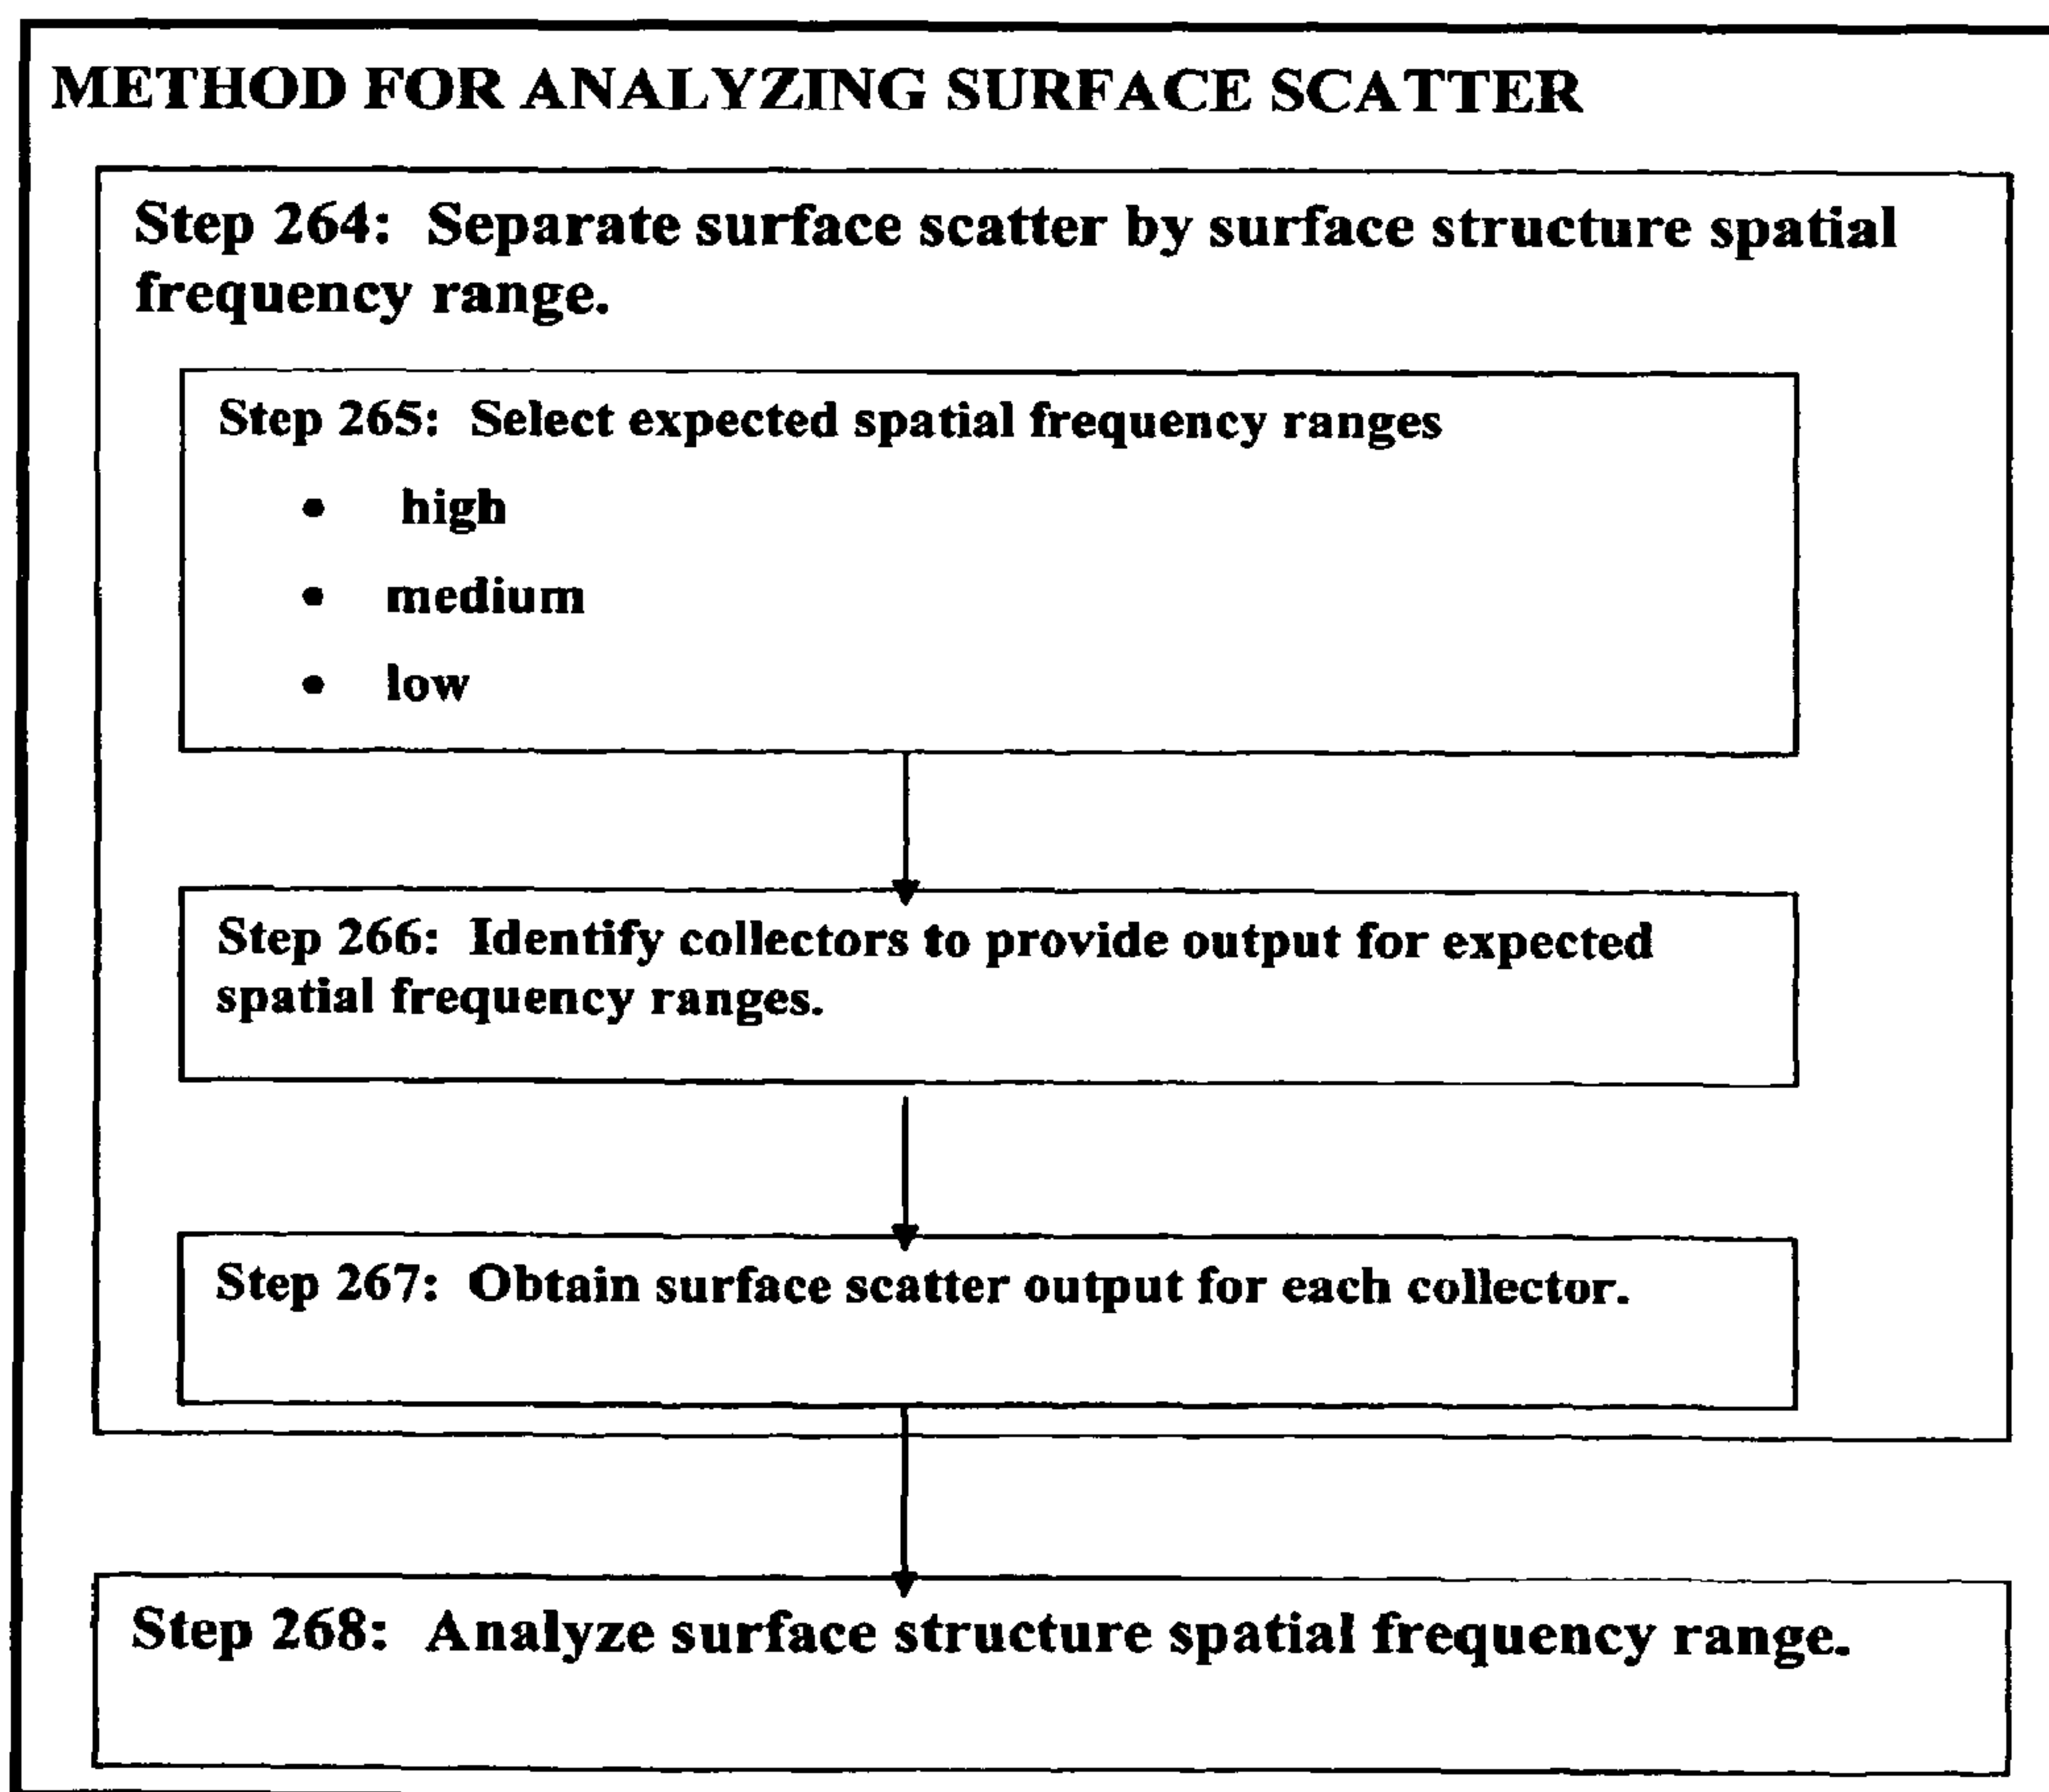 METHOD FOR ANALYZING SURFACE SCATTER
Step 264: Separate surface scatter by surface structure spatial
frequency range.
Step 265: Select expected spatial frequency ranges
• high
• medium
• low
Step 266: Identify collectors to provide output for expected
spatial frequency ranges.
Step 267: Obtain surface scatter output for each collector.
Step 268: Analyze surface structure spatial frequency range.